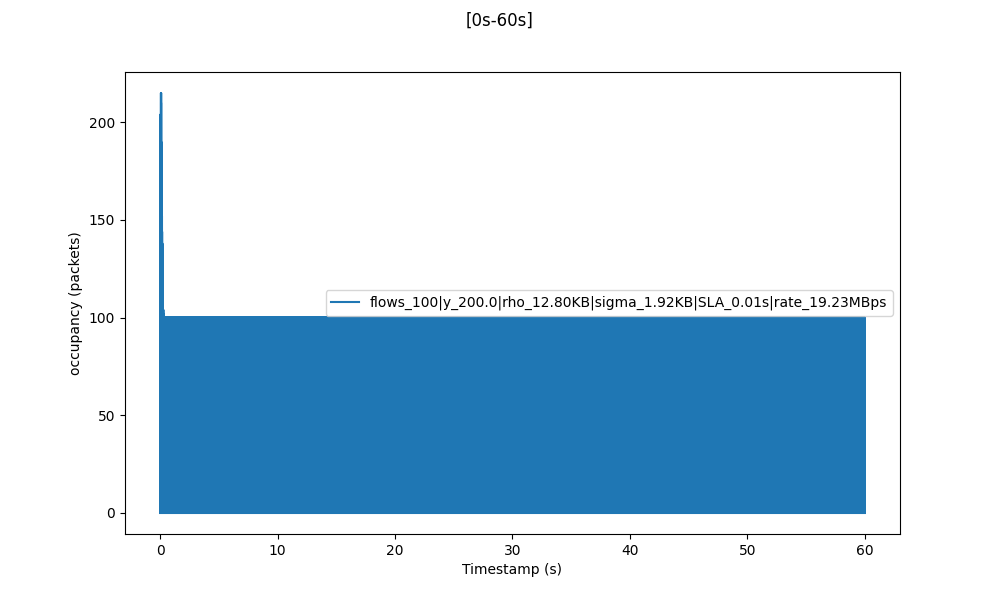 [0s-60s]
200
150
100
50
0
occupancy (packets)
flows_100|y_200.0|rho_12.80KB|sigma_1.92KB|SLA_0.01s|rate_19.23MBps
0 10 20 30 40 50 60
Timestamp (s)